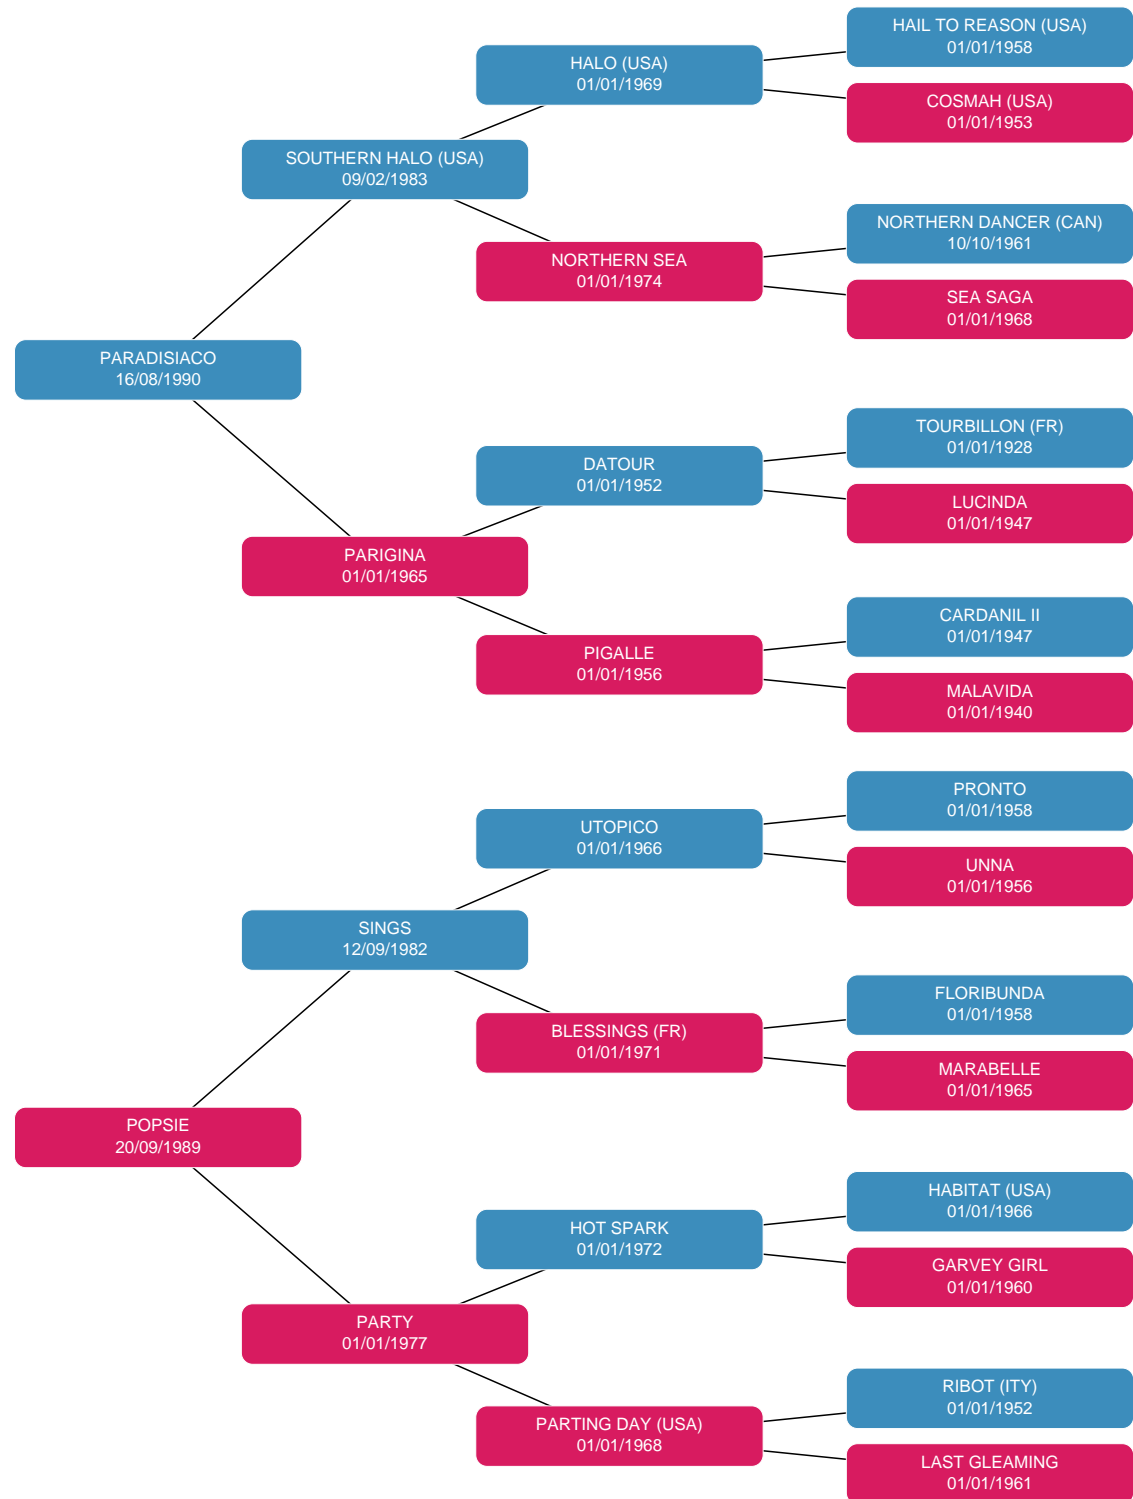 HAIL TO REASON (USA)
01/01/1958
HALO (USA)
01/01/1969
COSMAH (USA)
01/01/1953
SOUTHERN HALO (USA)
09/02/1983
NORTHERN DANCER (CAN)
10/10/1961
NORTHERN SEA
01/01/1974
SEA SAGA
01/01/1968
PARADISIACO
16/08/1990
TOURBILLON (FR)
01/01/1928
DATOUR
01/01/1952
LUCINDA
01/01/1947
PARIGINA
01/01/1965
CARDANIL II
01/01/1947
PIGALLE
01/01/1956
MALAVIDA
01/01/1940
PRONTO
01/01/1958
UTOPICO
01/01/1966
UNNA
01/01/1956
SINGS
12/09/1982
FLORIBUNDA
01/01/1958
BLESSINGS (FR)
01/01/1971
MARABELLE
01/01/1965
POPSIE
20/09/1989
HABITAT (USA)
01/01/1966
HOT SPARK
01/01/1972
GARVEY GIRL
01/01/1960
PARTY
01/01/1977
RIBOT (ITY)
01/01/1952
PARTING DAY (USA)
01/01/1968
LAST GLEAMING
01/01/1961